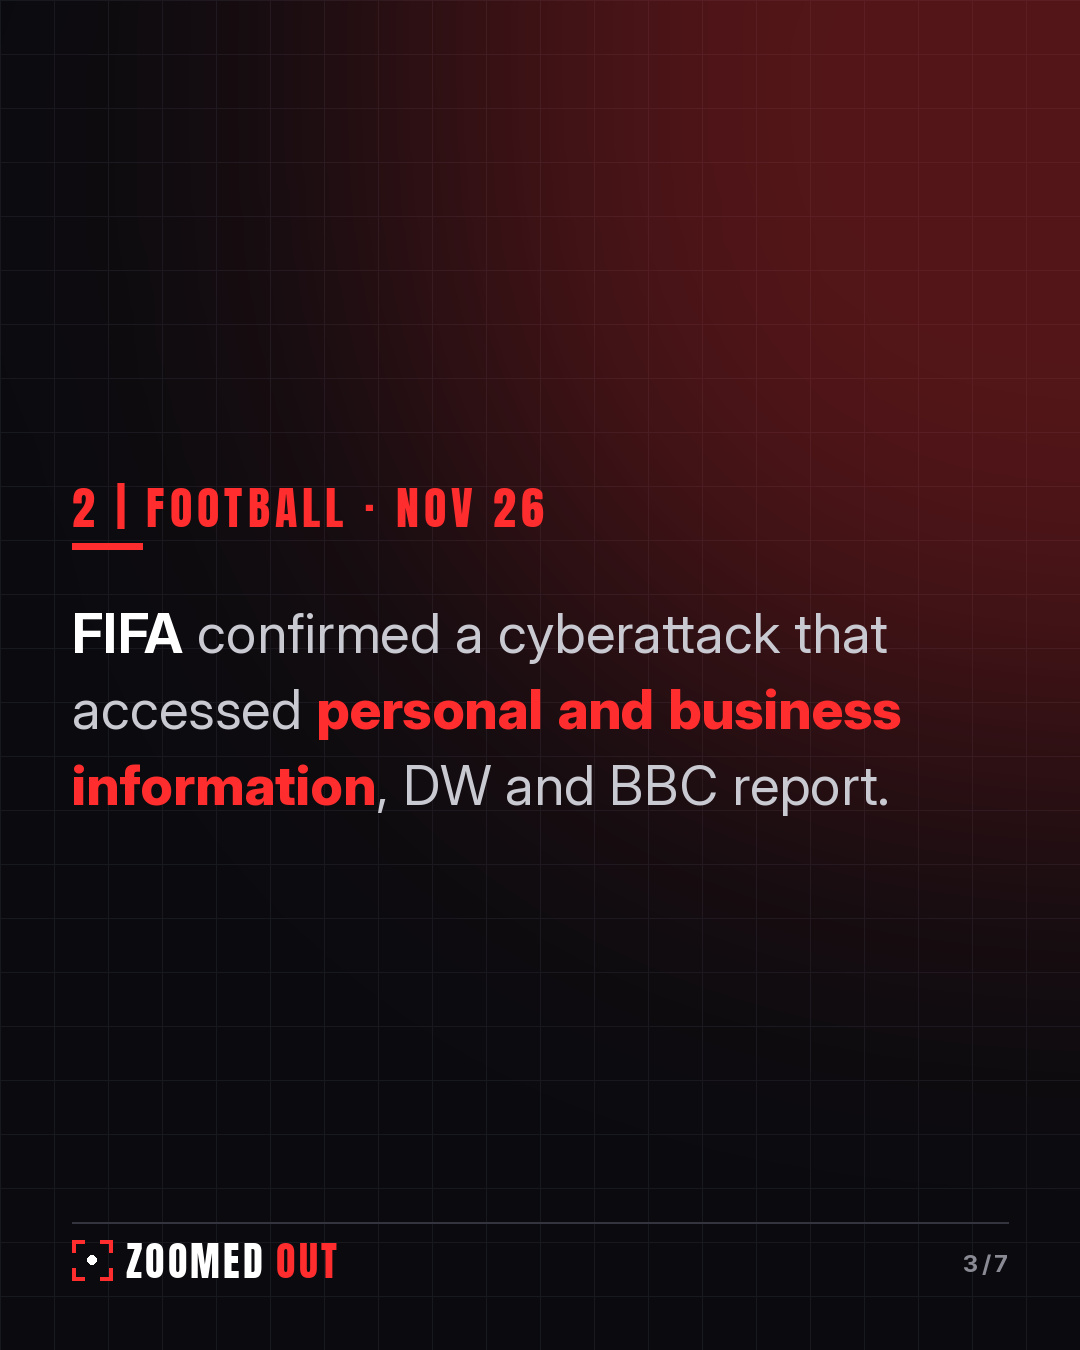 2 | FOOTBALL · NOV 26
FIFA confirmed a cyberattack that
accessed personal and business
information, DW and BBC report.
ZOOMED OUT
3/7